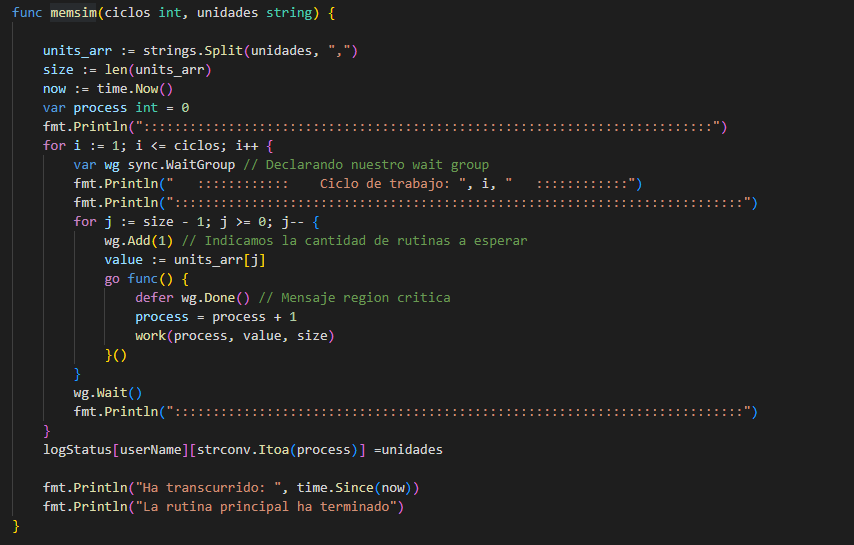 func memsim(ciclos int, unidades string) {
units_arr := strings.Split(unidades, ",")
size := len(units_arr)
now := time.Now()
var process int = 0
fmt.Println("::::::::::::::::::::::::::::::::::::::::::::::::::::::::::::::::::::::::::")
for i := 1; i <= ciclos; i++ {
var wg sync.WaitGroup // Declarando nuestro wait group
fmt.Println("   ::::::::::::    Ciclo de trabajo: ", i, "   ::::::::::::")
fmt.Println("::::::::::::::::::::::::::::::::::::::::::::::::::::::::::::::::::::::::::")
for j := size - 1; j >= 0; j-- {
wg.Add(1) // Indicamos la cantidad de rutinas a esperar
value := units_arr[j]
go func() {
defer wg.Done() // Mensaje region critica
process = process + 1
work(process, value, size)
}()
}
wg.Wait()
fmt.Println("::::::::::::::::::::::::::::::::::::::::::::::::::::::::::::::::::::::::::")
}
logStatus[userName][strconv.Itoa(process)] =unidades
fmt.Println("Ha transcurrido: ", time.Since(now))
fmt.Println("La rutina principal ha terminado")
}